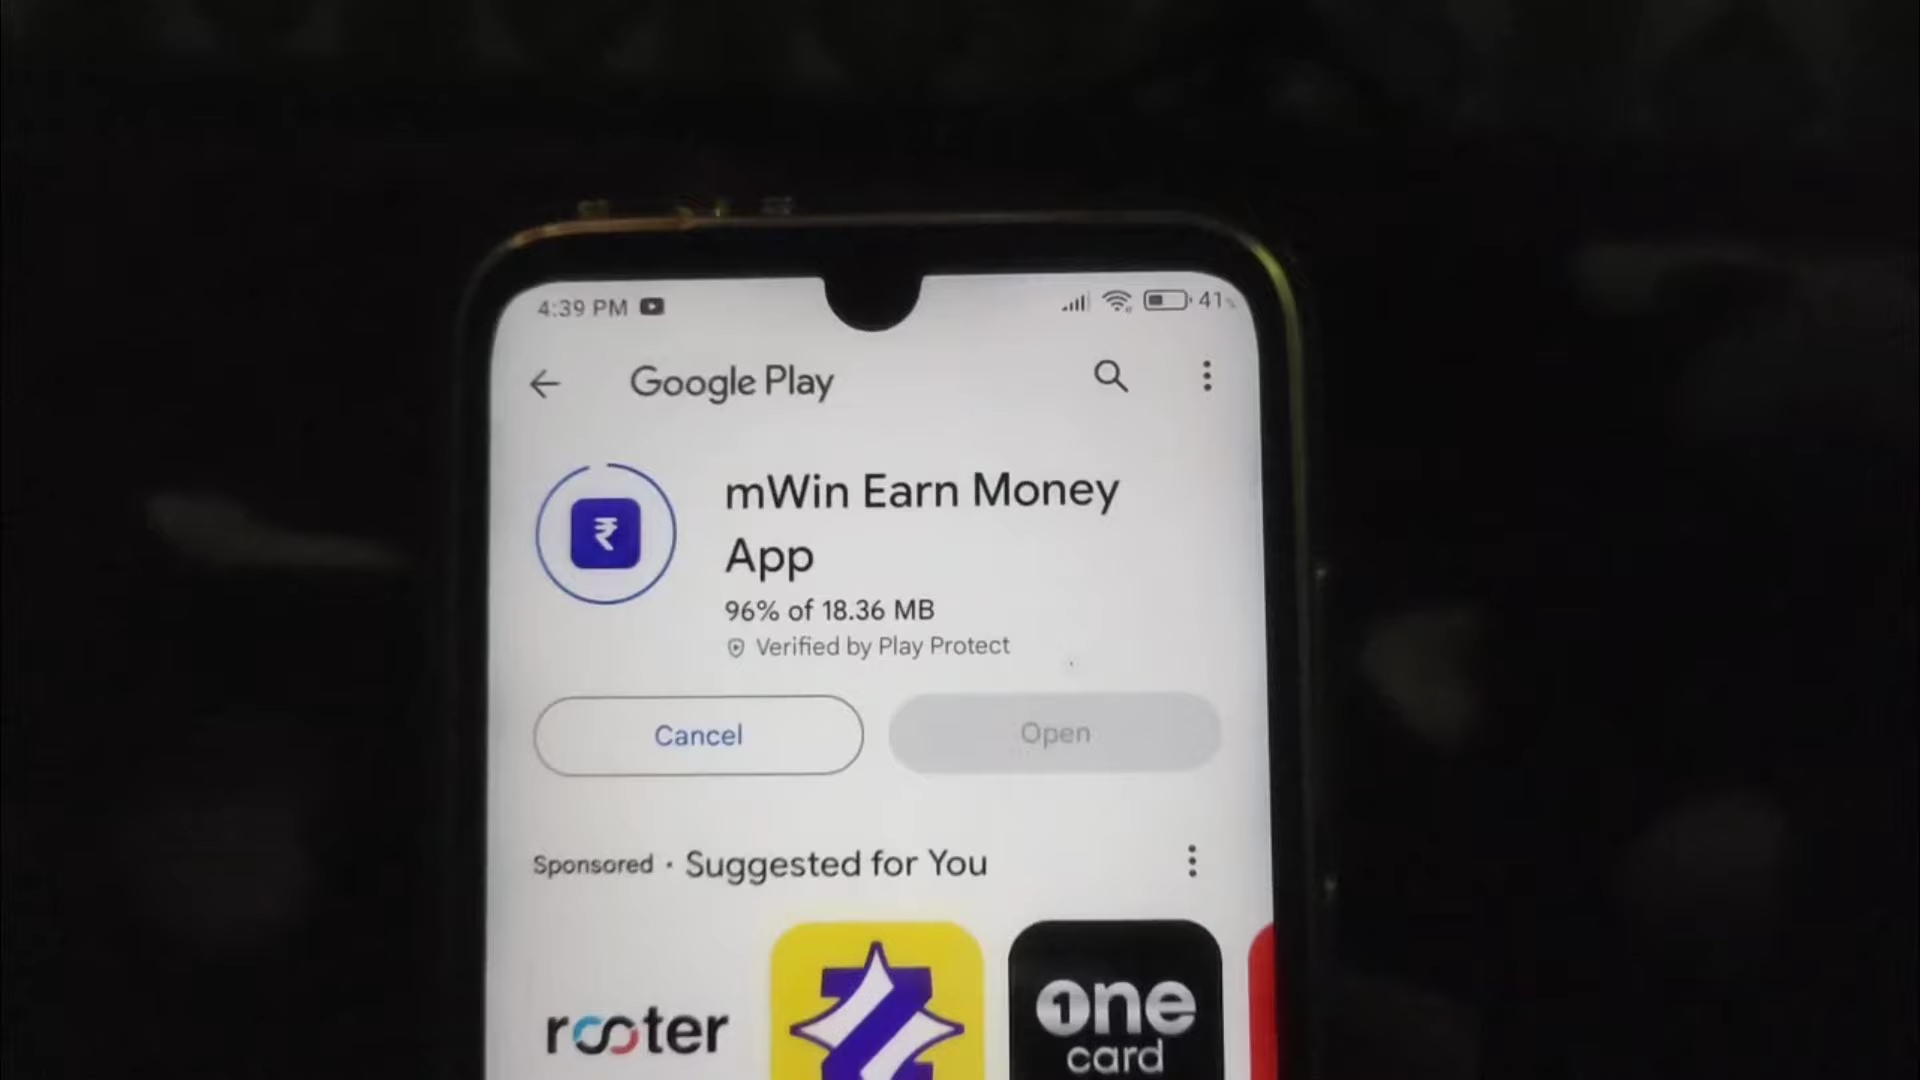 4:39 PM
41
Google Play
₹
mWin Earn Money
App
96% of 18.36 MB
Verified by Play Protect
Cancel
Open
Sponsored · Suggested for You
rooter
one
card